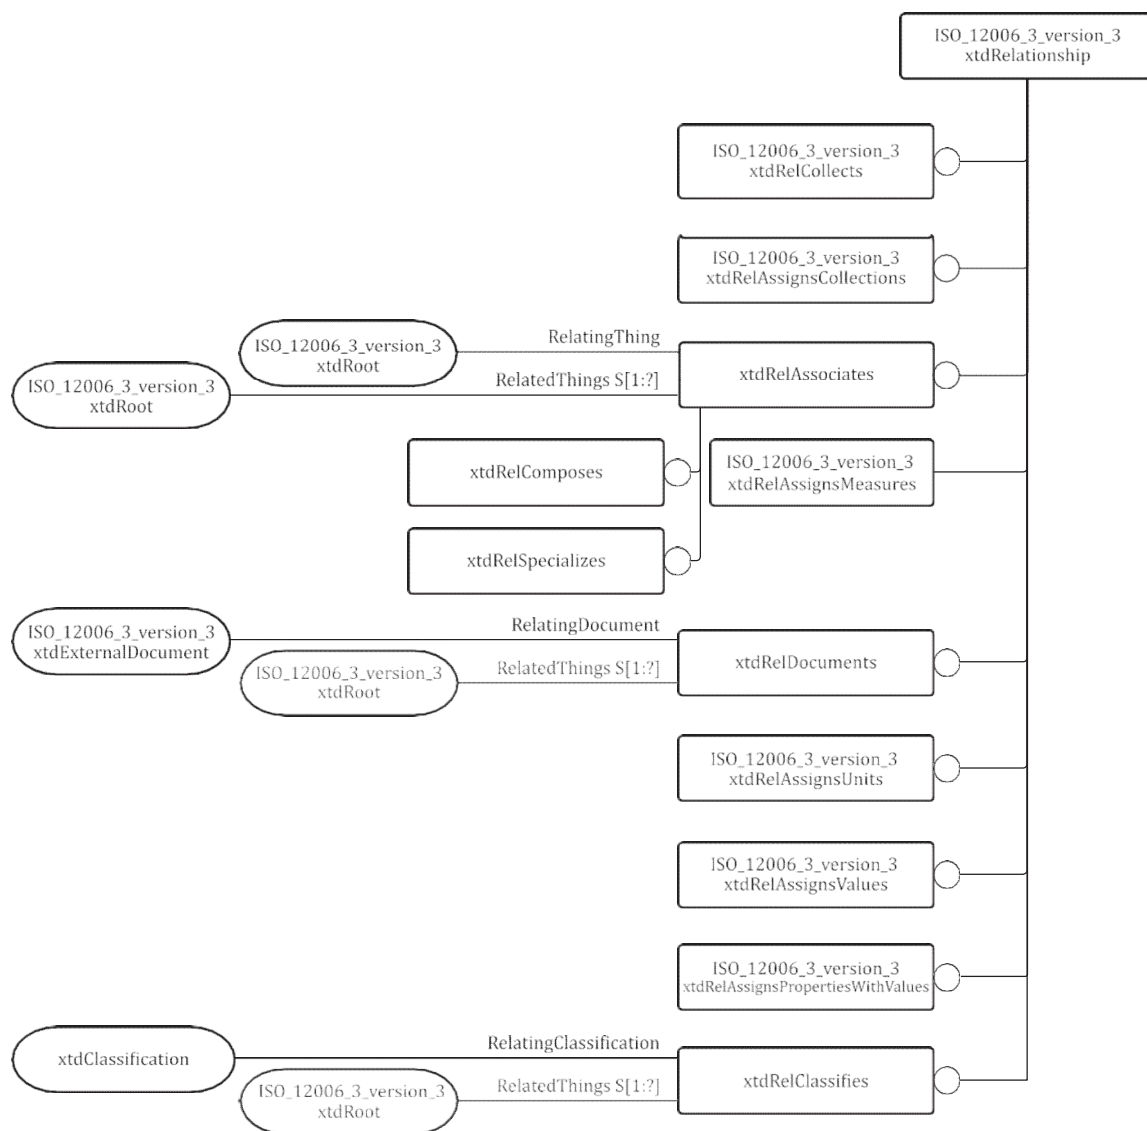 ISO_12006_3_version_3
xtdRelationship
ISO_12006_3_version_3
xtdRelCollects
ISO_12006_3_version_3
xtdRelAssignsCollections
RelatingThing
ISO_12006_3_version_3
xtdRoot
xtdRelAssociates
RelatedThings S[1:?]
ISO_12006_3_version_3
xtdRoot
xtdRelComposes
ISO_12006_3_version_3
xtdRelAssignsMeasures
xtdRelSpecializes
RelatingDocument
ISO_12006_3_version_3
xtdExternalDocument
xtdRelDocuments
RelatedThings S[1:?]
ISO_12006_3_version_3
xtdRoot
ISO_12006_3_version_3
xtdRelAssignsUnits
ISO_12006_3_version_3
xtdRelAssignsValues
ISO_12006_3_version_3
xtdRelAssignsPropertiesWithValues
RelatingClassification
xtdClassification
xtdRelClassifies
RelatedThings S[1:?]
ISO_12006_3_version_3
xtdRoot